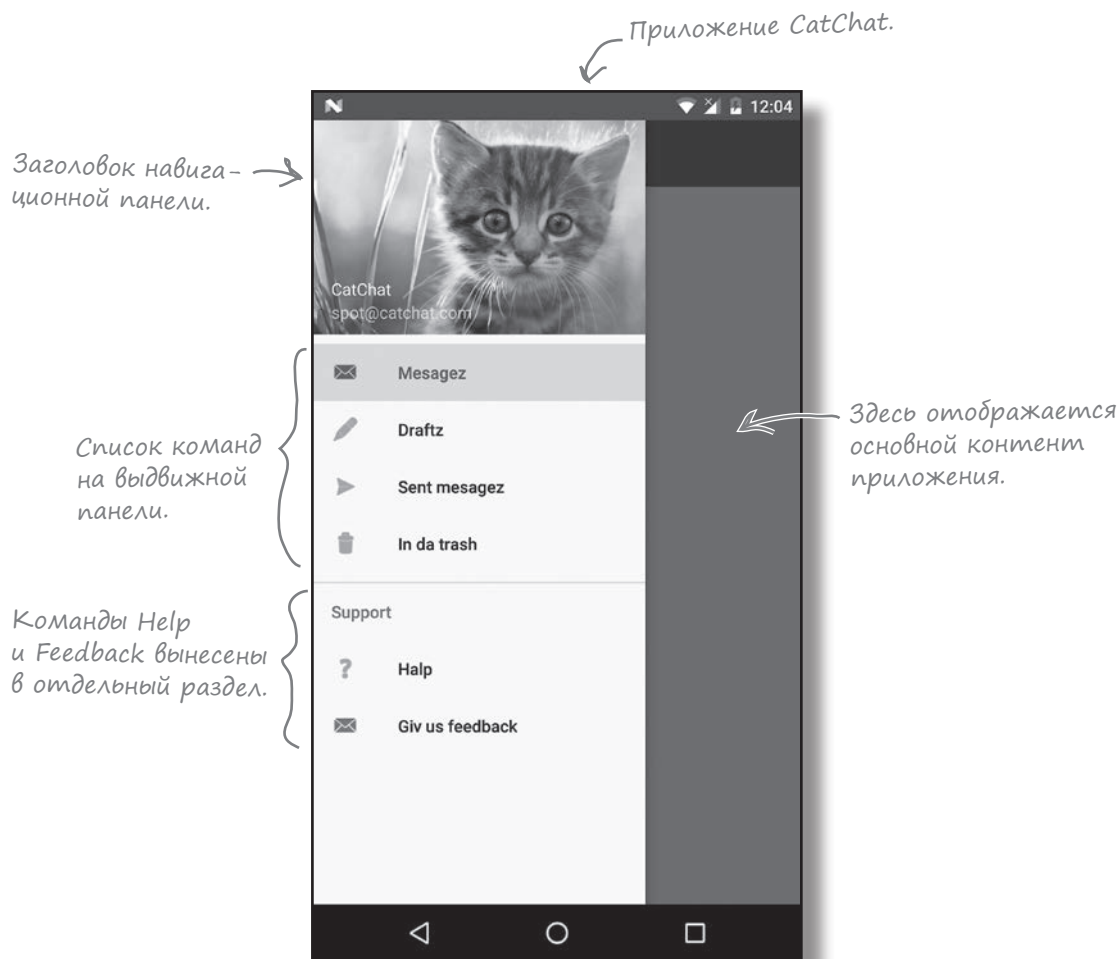 Приложение CatChat.
12:04
Заголовок навига-
ционной панели.
CatChat
spot@catchat.com
Mesagez
Draftz
Sent mesagez
In da trash
Список команд
на выдвижной
панели.
Здесь отображается
основной контент
приложения.
Support
Halp
Giv us feedback
Команды Help
и Feedback вынесены
в отдельный раздел.